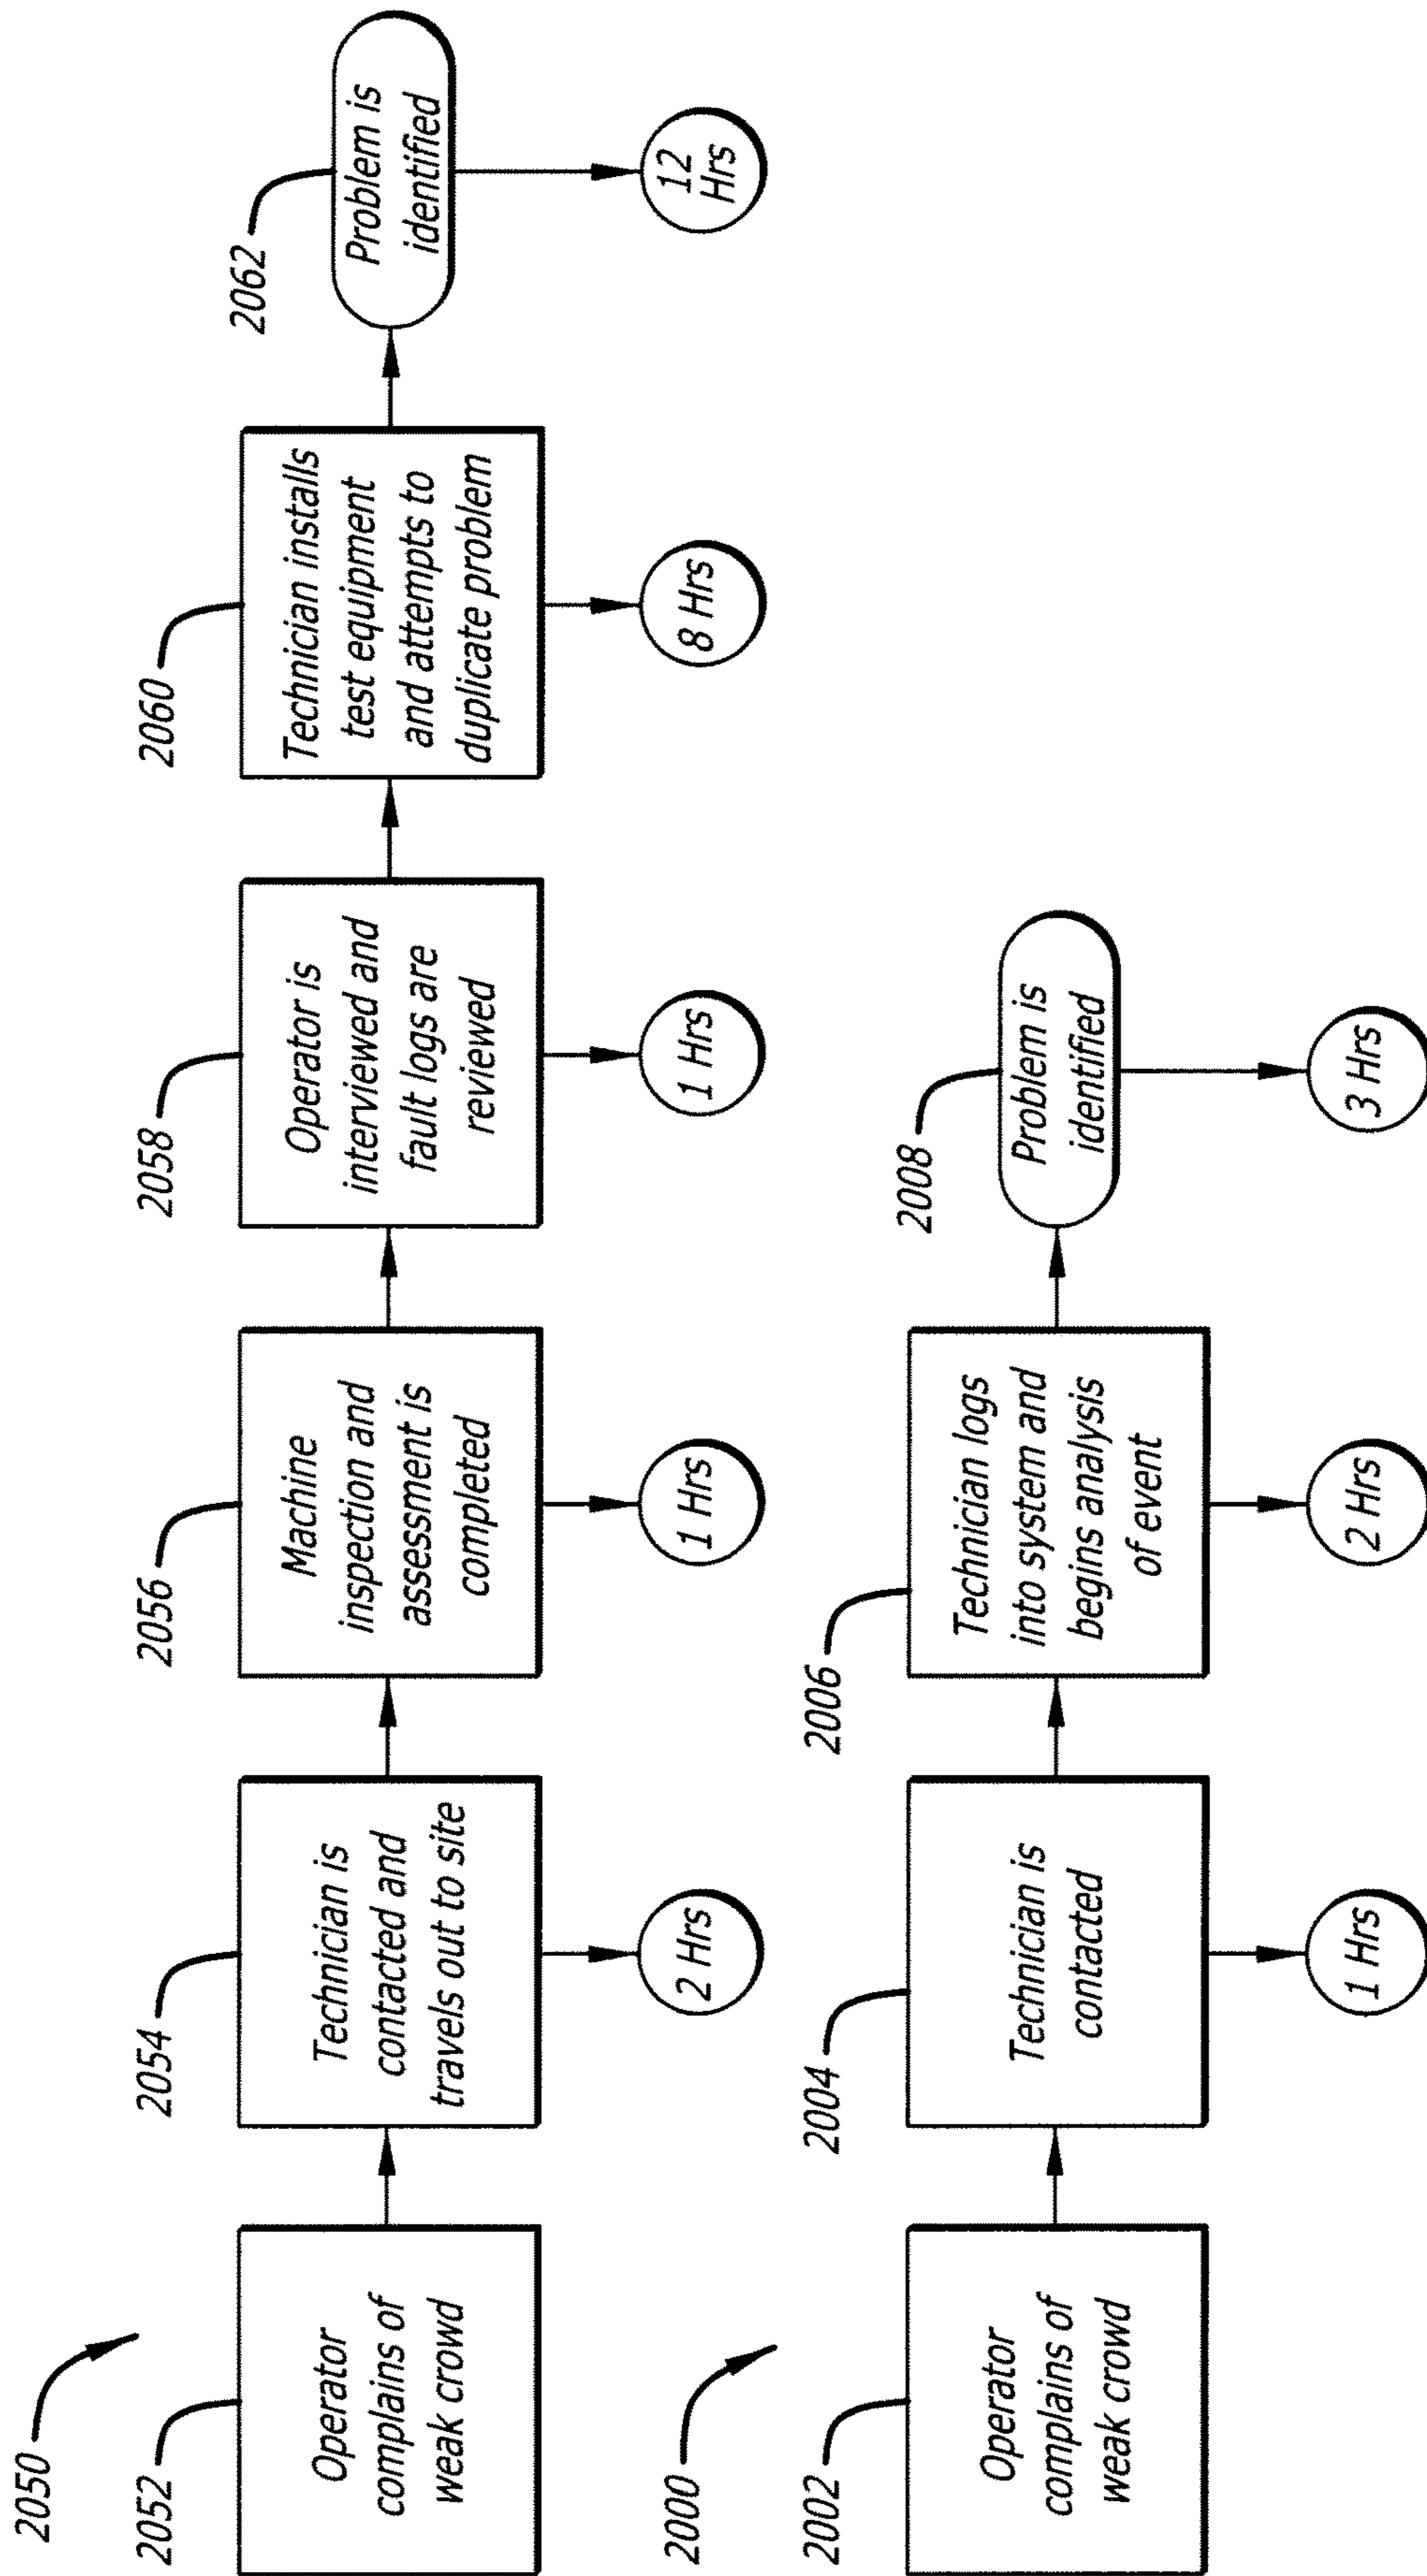 2050
2052
Operator
complains of
weak crowd
2054
Technician is
contacted and
travels out to site
2 Hrs
2056
Machine
inspection and
assessment is
completed
1 Hrs
2058
Operator is
interviewed and
fault logs are
reviewed
1 Hrs
2060
Technician installs
test equipment
and attempts to
duplicate problem
8 Hrs
2062
Problem is
identified
12
Hrs
2000
2002
Operator
complains of
weak crowd
2004
Technician is
contacted
1 Hrs
2006
Technician logs
into system and
begins analysis
of event
2 Hrs
2008
Problem is
identified
3 Hrs